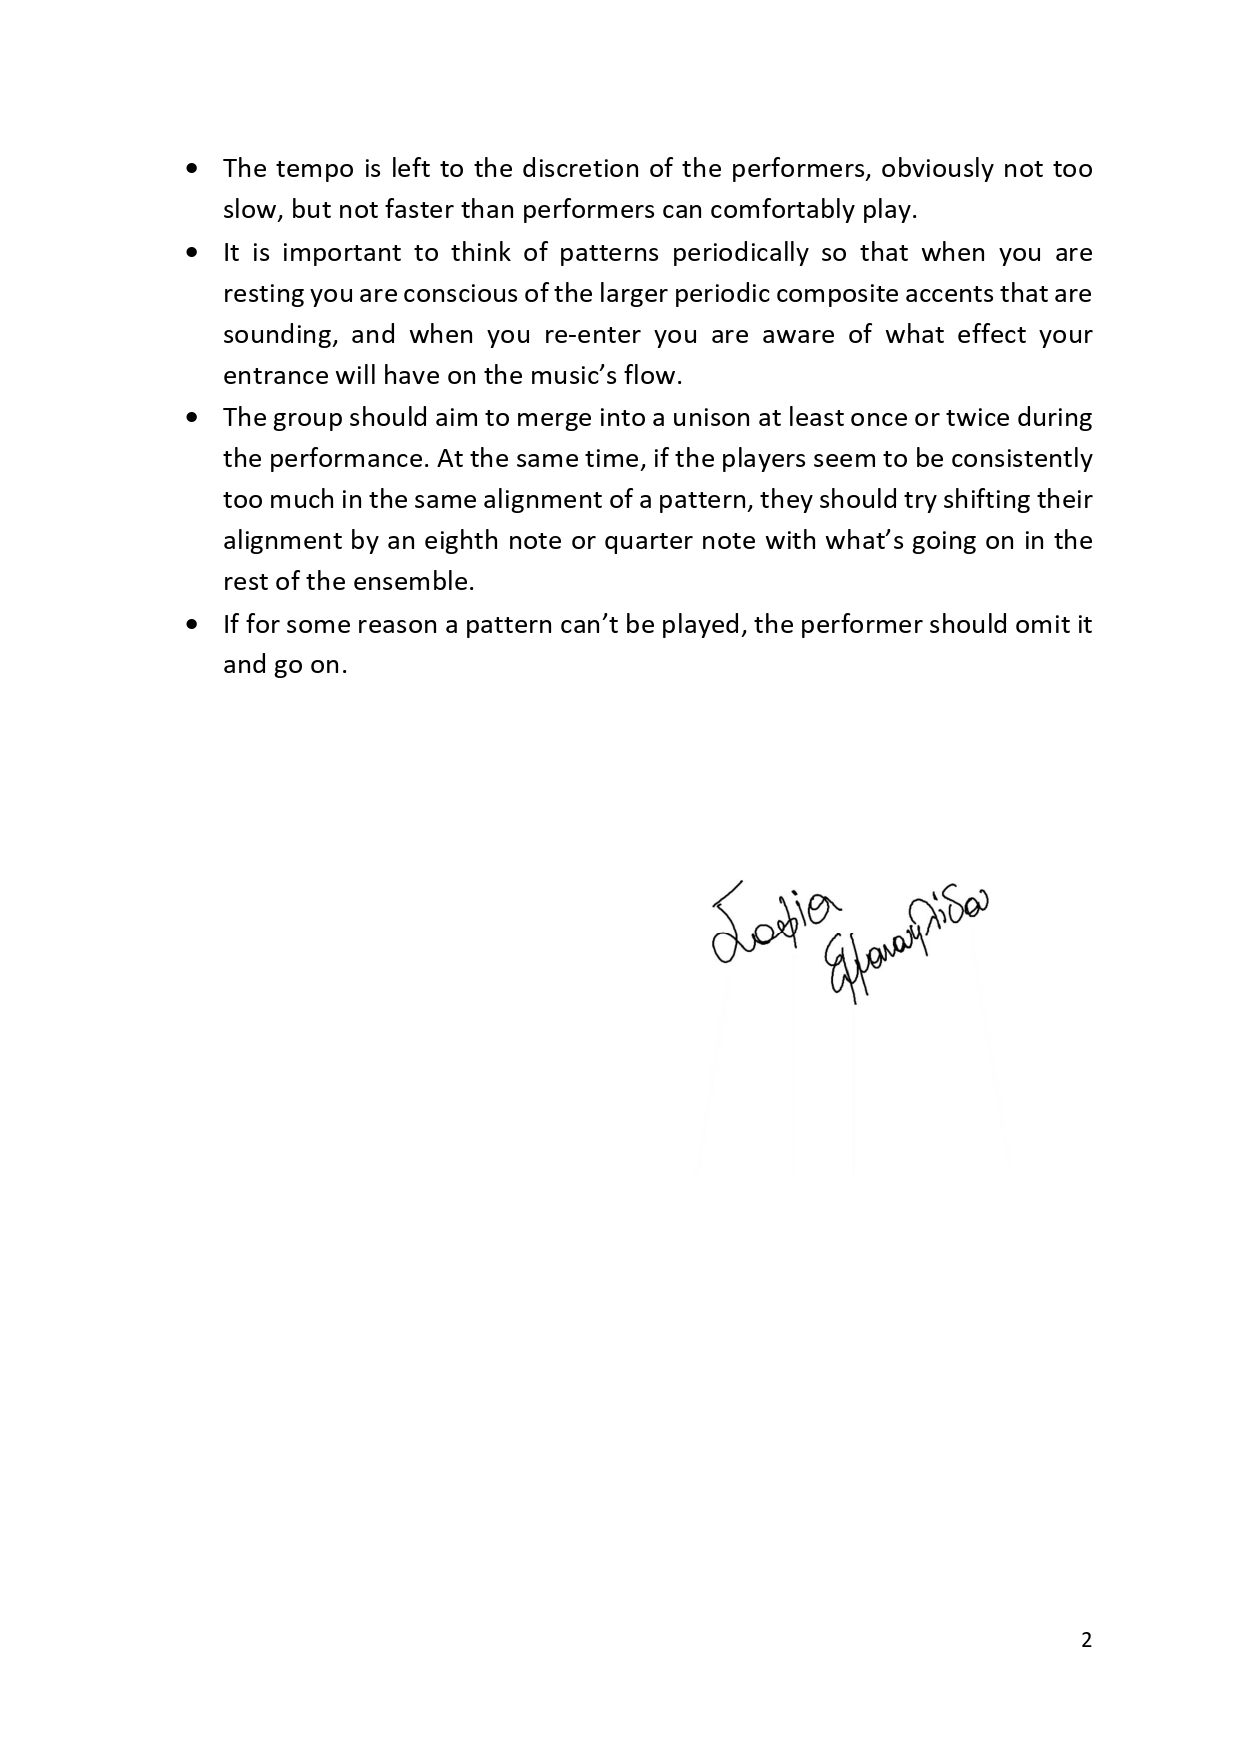 • The tempo is left to the discretion of the performers, obviously not too
slow, but not faster than performers can comfortably play.
• It is important to think of patterns periodically so that when you are
resting you are conscious of the larger periodic composite accents that are
sounding, and when you re-enter you are aware of what effect your
entrance will have on the music’s flow.
• The group should aim to merge into a unison at least once or twice during
the performance. At the same time, if the players seem to be consistently
too much in the same alignment of a pattern, they should try shifting their
alignment by an eighth note or quarter note with what’s going on in the
rest of the ensemble.
• If for some reason a pattern can’t be played, the performer should omit it
and go on.
Σοφία
2